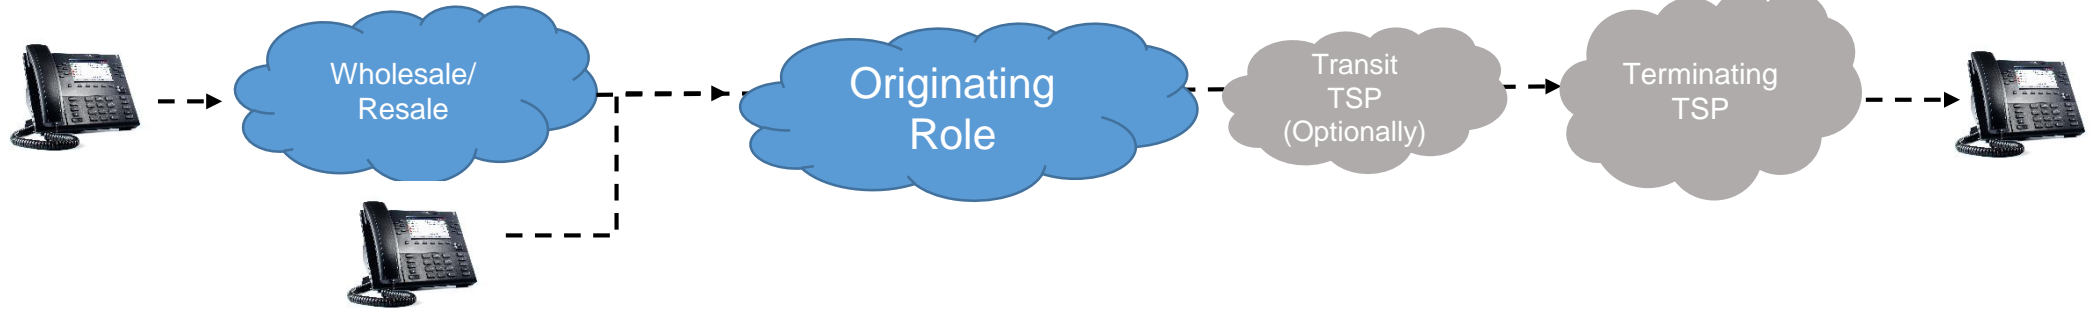 Wholesale/
Resale
Originating
Role
Transit
TSP
(Optionally)
Terminating
TSP